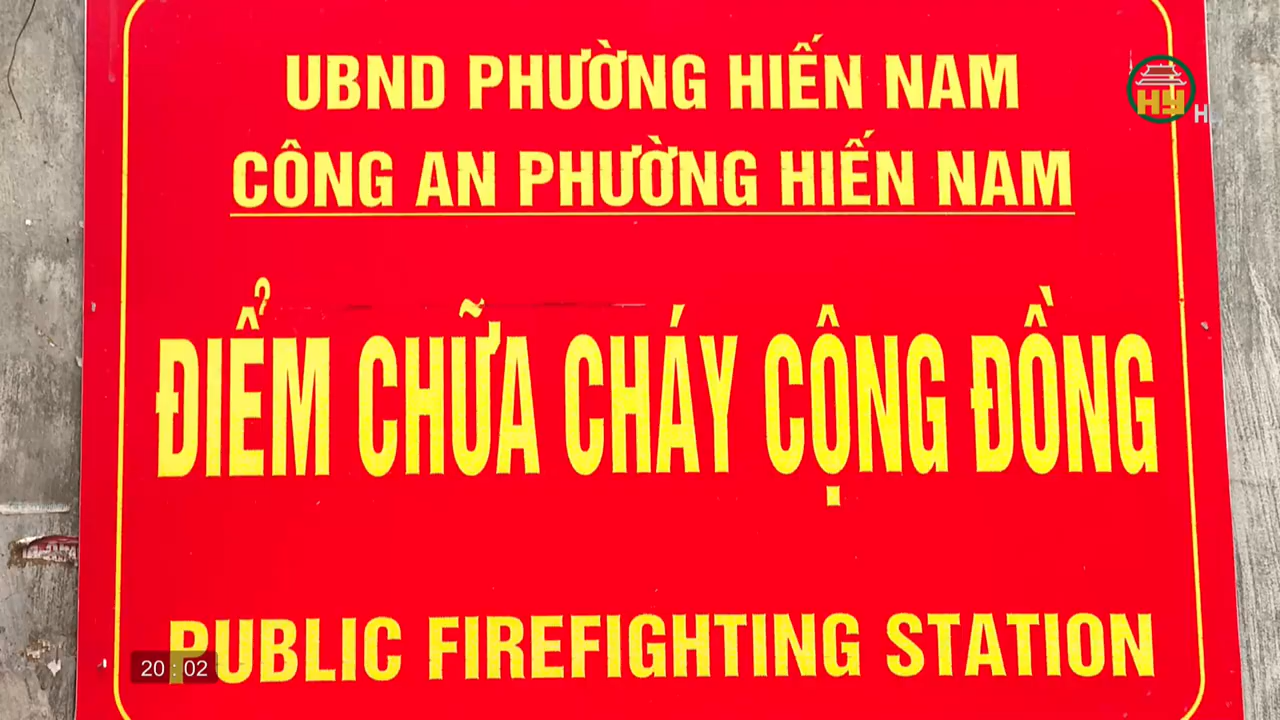 UBND PHƯỜNG HIẾN NAM
HY
H
CÔNG AN PHƯỜNG HIẾN NAM
ĐIỂM CHỮA CHÁY CỘNG ĐỒNG
PUBLIC FIREFIGHTING STATION
20:02